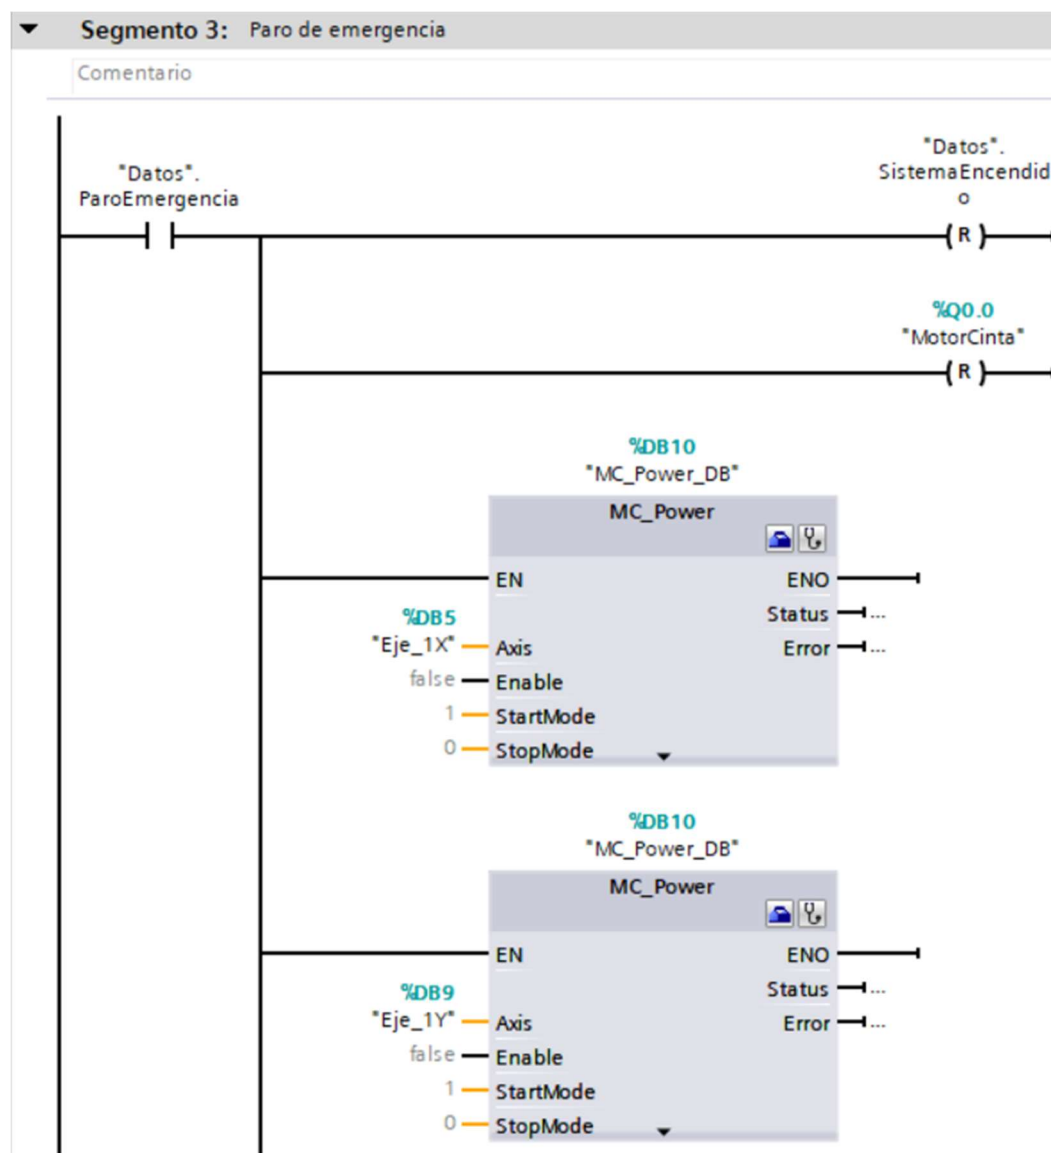 Segmento 3: Paro de emergencia
Comentario
"Datos".
ParoEmergencia
"Datos".
SistemaEncendid
o
( R )
%Q0.0
"MotorCinta"
( R )
%DB10
"MC_Power_DB"
MC_Power
EN ENO
Status ...
%DB5
"Eje_1X" Axis Error ...
false Enable
1 StartMode
0 StopMode
%DB10
"MC_Power_DB"
MC_Power
EN ENO
Status ...
%DB9
"Eje_1Y" Axis Error ...
false Enable
1 StartMode
0 StopMode